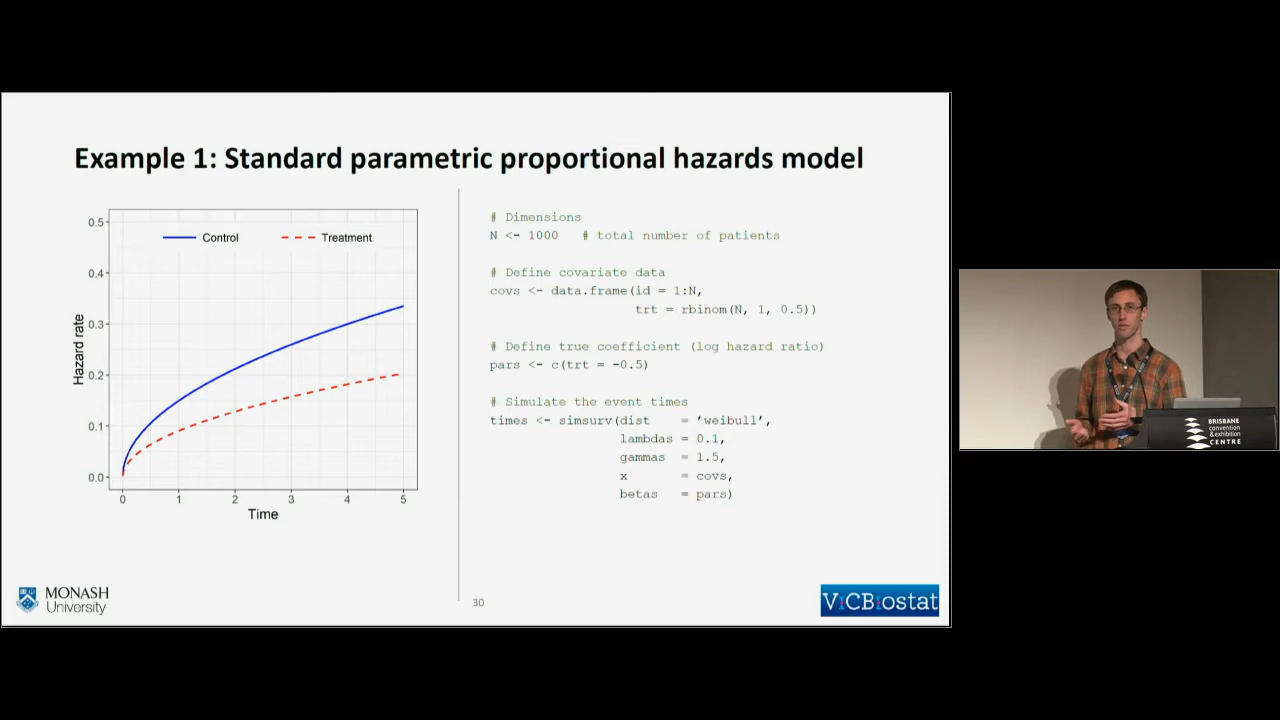 Example 1: Standard parametric proportional hazards model
0.5
0.4
0.3
0.2
0.1
0.0
Hazard rate
Control
Treatment
0 1 2 3 4 5
Time
# Dimensions
N <- 1000 # total number of patients
# Define covariate data
covs <- data.frame(id = 1:N,
trt = rbinom(N, 1, 0.5))
# Define true coefficient (log hazard ratio)
pars <- c(trt = -0.5)
# Simulate the event times
times <- simsurv(dist = 'weibull',
lambdas = 0.1,
gammas = 1.5,
x = covs,
betas = pars)
MONASH
University
30
ViCBiostat
BRISBANE
convention
& exhibition
CENTRE